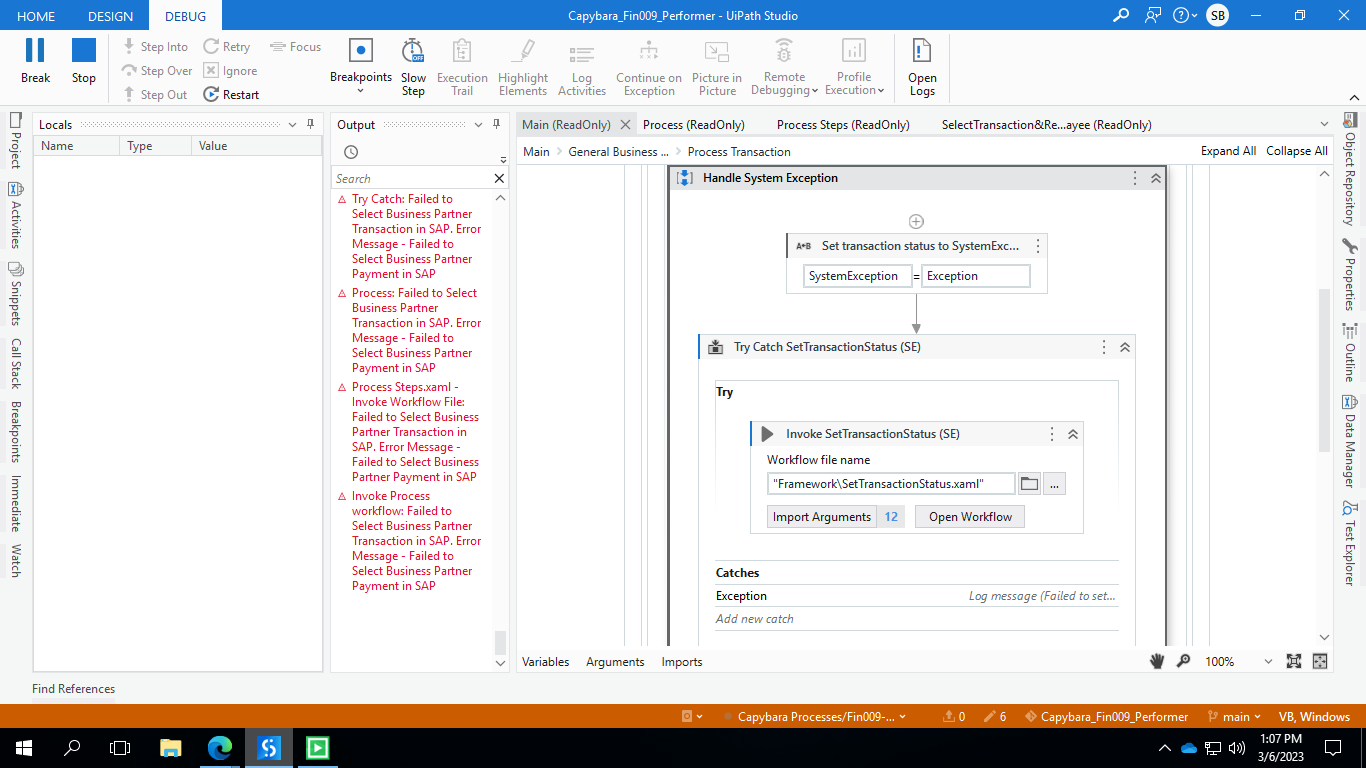 HOME
DESIGN
DEBUG
Capybara_Fin009_Performer - UiPath Studio
SB
Break
Stop
Step Into
Step Over
Step Out
Retry
Ignore
Restart
Focus
Breakpoints
Slow
Step
OFF
Execution
Trail
Highlight
Elements
Log
Activities
Continue on
Exception
Picture in
Picture
Remote
Debugging
Profile
Execution
Open
Logs
Project
Activities
Snippets
Call Stack
Breakpoints
Immediate
Watch
Locals
Name
Type
Value
Output
Search
Try Catch: Failed to
Select Business Partner
Transaction in SAP. Error
Message - Failed to
Select Business Partner
Payment in SAP
Process: Failed to Select
Business Partner
Transaction in SAP. Error
Message - Failed to
Select Business Partner
Payment in SAP
Process Steps.xaml -
Invoke Workflow File:
Failed to Select Business
Partner Transaction in
SAP. Error Message -
Failed to Select Business
Partner Payment in SAP
Invoke Process
workflow: Failed to
Select Business Partner
Transaction in SAP. Error
Message - Failed to
Select Business Partner
Payment in SAP
Main (ReadOnly)
Process (ReadOnly)
Process Steps (ReadOnly)
SelectTransaction&Re...ayee (ReadOnly)
Main > General Business ... > Process Transaction
Expand All
Collapse All
Handle System Exception
A+B
Set transaction status to SystemExc...
SystemException = Exception
Try Catch SetTransactionStatus (SE)
Try
Invoke SetTransactionStatus (SE)
Workflow file name
"Framework\SetTransactionStatus.xaml"
...
Import Arguments 12
Open Workflow
Catches
Exception
Log message (Failed to set...
Add new catch
Variables
Arguments
Imports
100%
Object Repository
Properties
Outline
Data Manager
Test Explorer
Find References
Capybara Processes/Fin009-...
0
6
Capybara_Fin009_Performer
main
VB, Windows
1:07 PM
3/6/2023